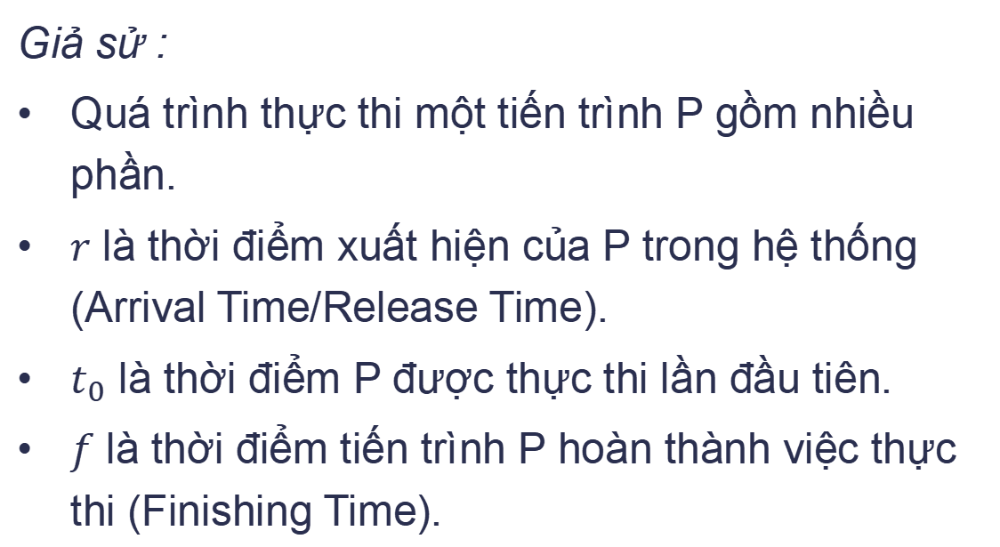 Giả sử :
• Quá trình thực thi một tiến trình P gồm nhiều
phần.
• r là thời điểm xuất hiện của P trong hệ thống
(Arrival Time/Release Time).
• t₀ là thời điểm P được thực thi lần đầu tiên.
• f là thời điểm tiến trình P hoàn thành việc thực
thi (Finishing Time).